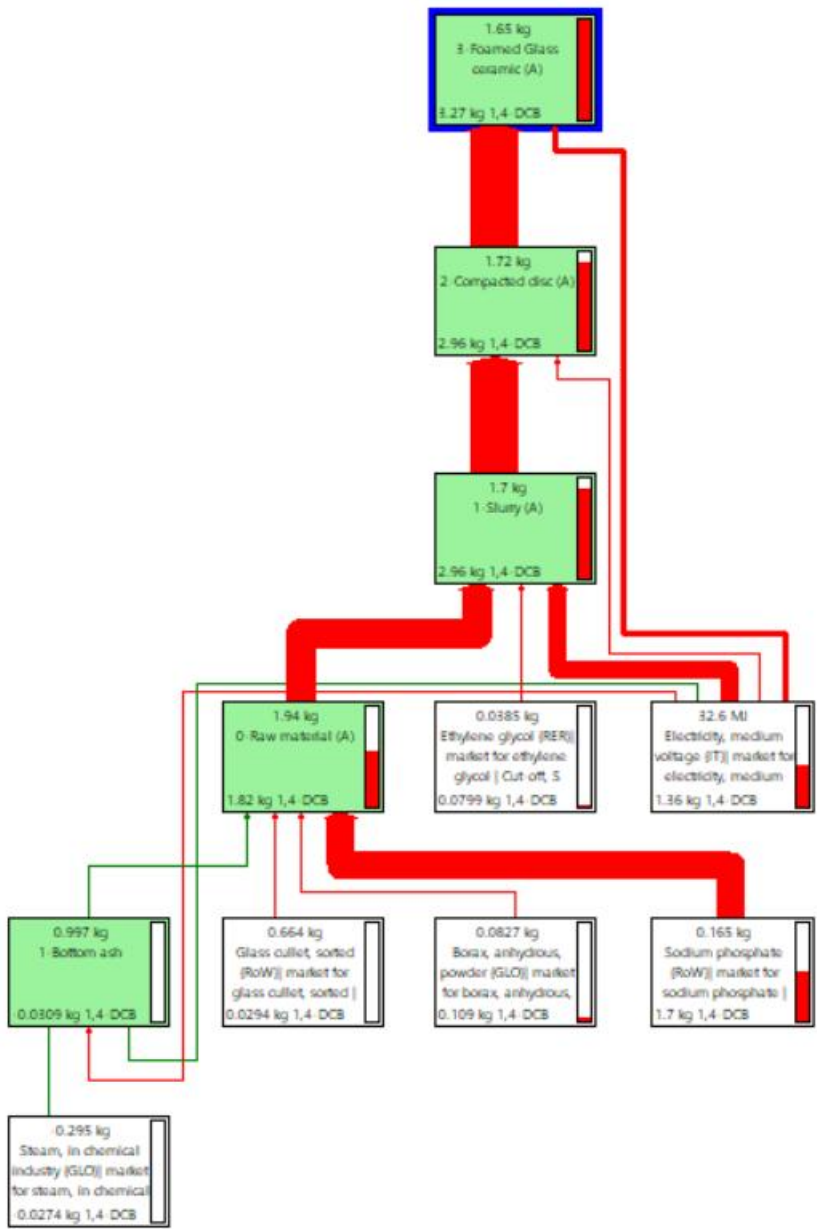 1.65 kg
3-Foamed Glass
ceramic (A)
3.27 kg 1,4-DCB
1.72 kg
2-Compacted disc (A)
2.96 kg 1,4-DCB
1.7 kg
1-Slurry (A)
2.96 kg 1,4-DCB
1.94 kg
0-Raw material (A)
1.82 kg 1,4-DCB
0.0385 kg
Ethylene glycol {RER}|
market for ethylene
glycol | Cut-off, S
0.0799 kg 1,4-DCB
32.6 MJ
Electricity, medium
voltage {IT}| market for
electricity, medium
1.36 kg 1,4-DCB
0.997 kg
1-Bottom ash
-0.0309 kg 1,4-DCB
0.664 kg
Glass cullet, sorted
{RoW}| market for
glass cullet, sorted |
0.0294 kg 1,4-DCB
0.0827 kg
Borax, anhydrous,
powder {GLO}| market
for borax, anhydrous,
0.109 kg 1,4-DCB
0.165 kg
Sodium phosphate
{RoW}| market for
sodium phosphate |
1.7 kg 1,4-DCB
-0.295 kg
Steam, in chemical
industry {GLO}| market
for steam, in chemical
-0.0274 kg 1,4-DCB